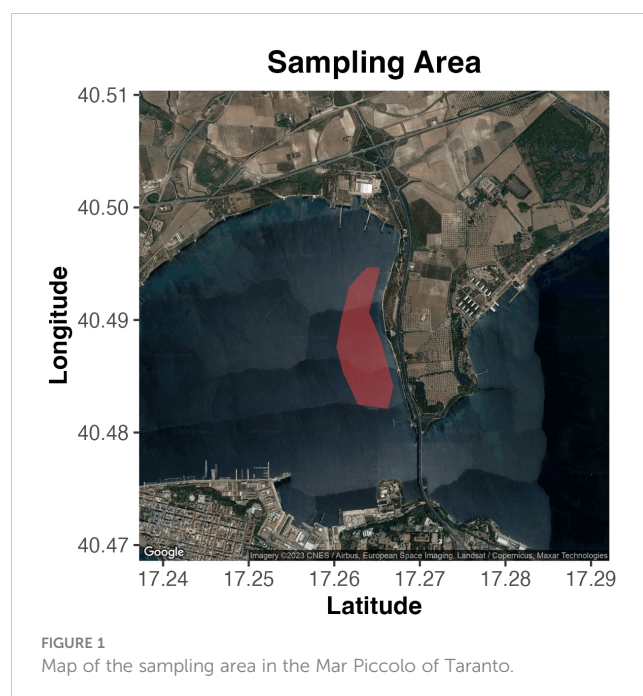 Sampling Area
40.51
40.50
40.49
40.48
40.47
Longitude
Google
Imagery ©2023 CNES / Airbus, European Space Imaging, Landsat / Copernicus, Maxar Technologies
17.24 17.25 17.26 17.27 17.28 17.29
Latitude
FIGURE 1
Map of the sampling area in the Mar Piccolo of Taranto.